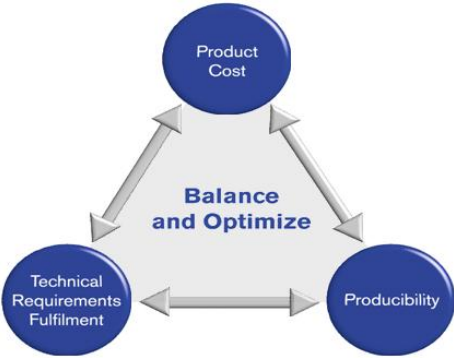 Product
Cost
Balance
and Optimize
Technical
Requirements
Fulfilment
Producibility